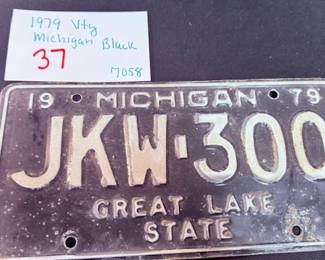 1979 Vtg
Michigan Black
37
7058
19 MICHIGAN 79
JKW-300
GREAT LAKE
STATE